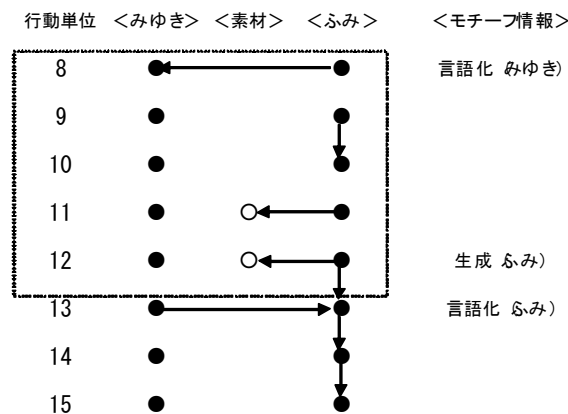 行動単位 <みゆき> <素材> <ふみ> <モチーフ情報>
8 言語化 みゆき)
9
10
11
12 生成 ふみ)
13 言語化 ふみ)
14
15